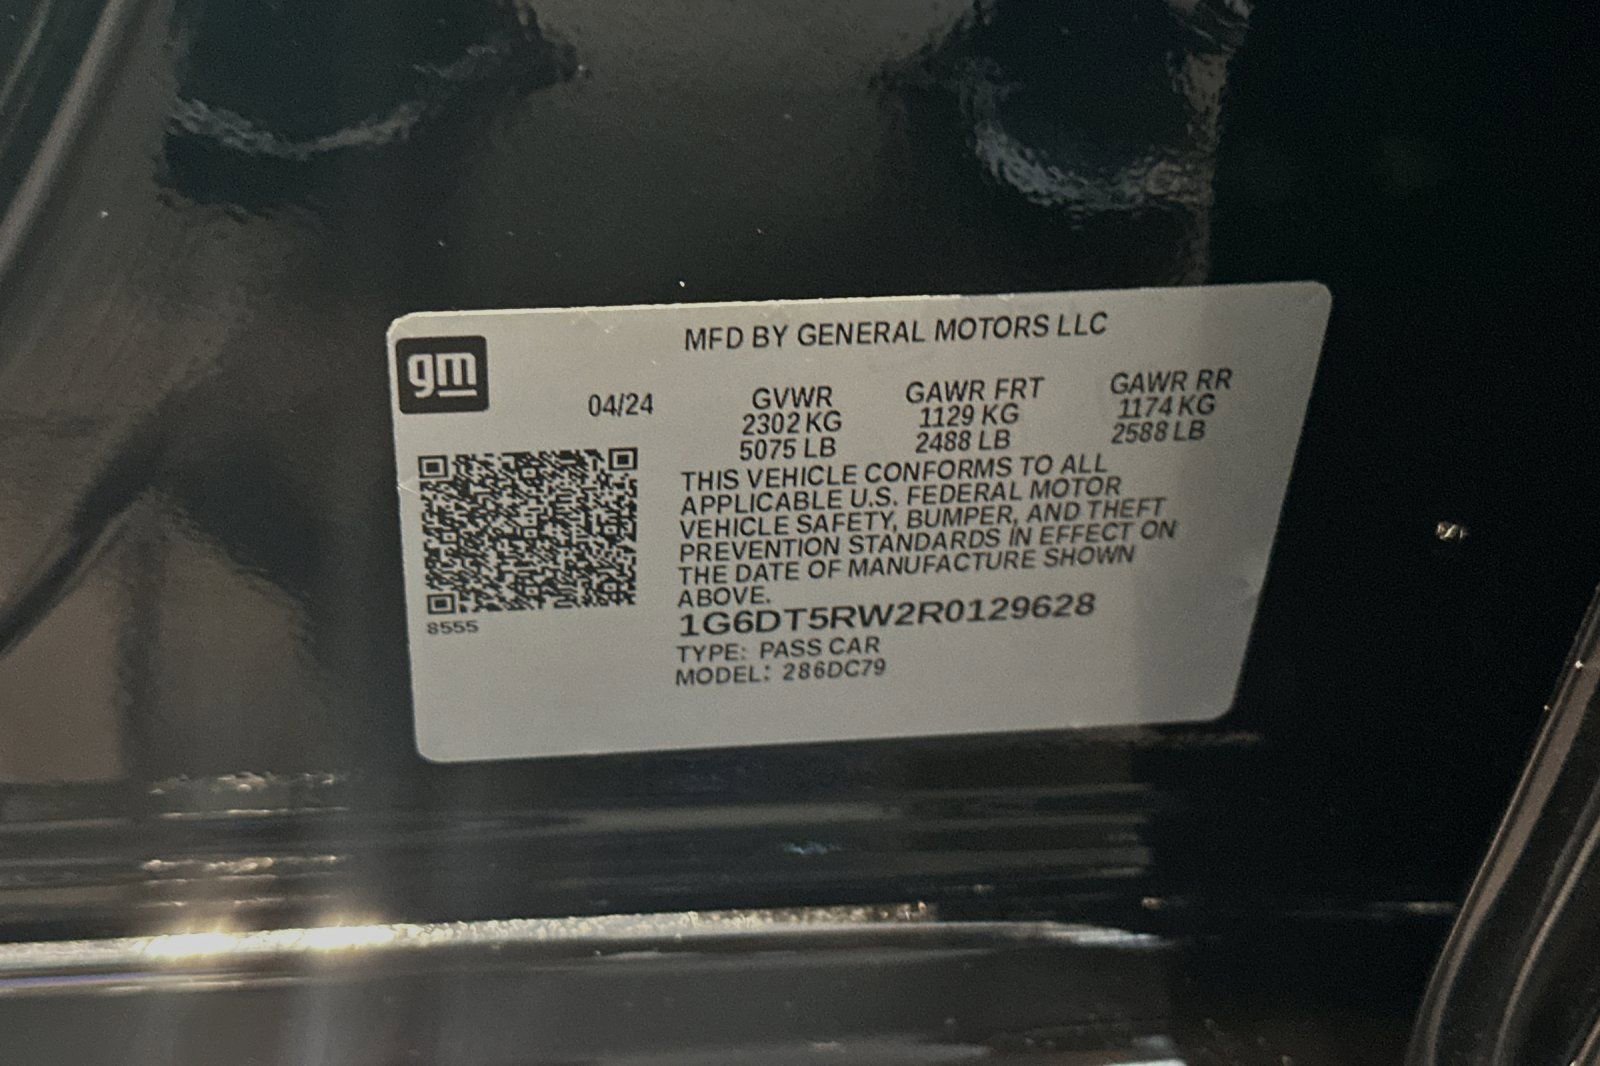 gm
MFD BY GENERAL MOTORS LLC
04/24 GVWR GAWR FRT GAWR RR
2302 KG 1129 KG 1174 KG
5075 LB 2488 LB 2588 LB
THIS VEHICLE CONFORMS TO ALL
APPLICABLE U.S. FEDERAL MOTOR
VEHICLE SAFETY, BUMPER, AND THEFT
PREVENTION STANDARDS IN EFFECT ON
THE DATE OF MANUFACTURE SHOWN
ABOVE.
8555
1G6DT5RW2R0129628
TYPE: PASS CAR
MODEL: 286DC79